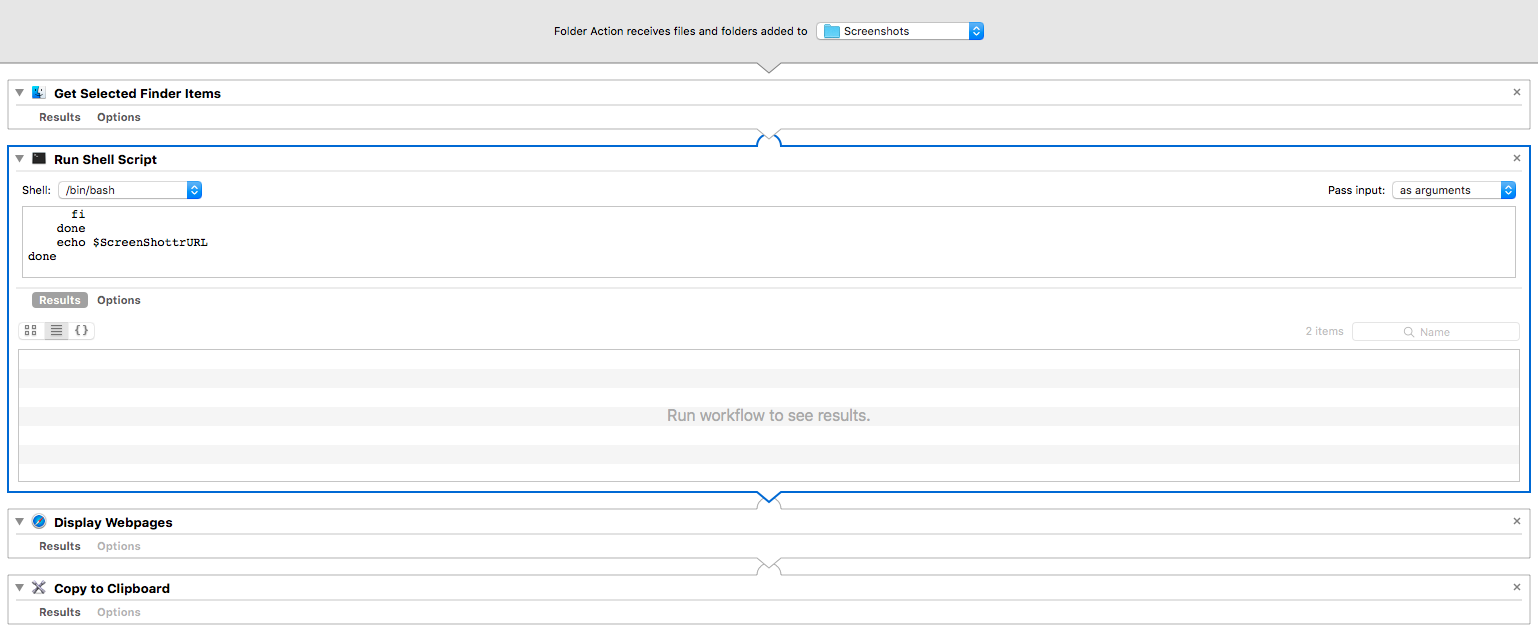 Folder Action receives files and folders added to Screenshots
Get Selected Finder Items
Results Options
Run Shell Script
Shell: /bin/bash Pass input: as arguments
fi
done
echo $ScreenShottrURL
done
Results Options
2 items Name
Run workflow to see results.
Display Webpages
Results Options
Copy to Clipboard
Results Options